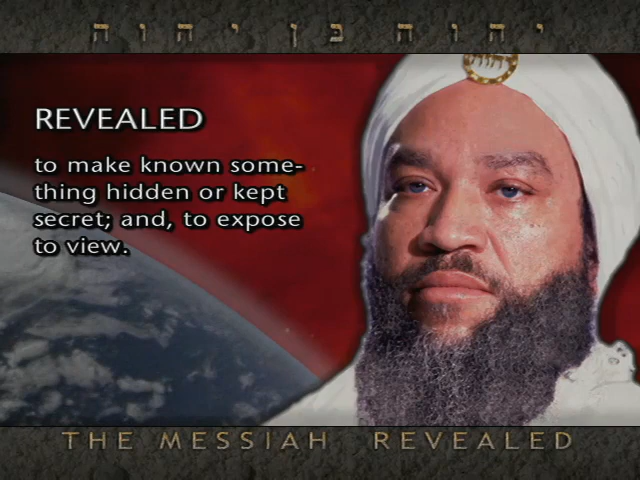 יהוה בן יהוה
REVEALED
to make known some-
thing hidden or kept
secret; and, to expose
to view.
THE MESSIAH REVEALED